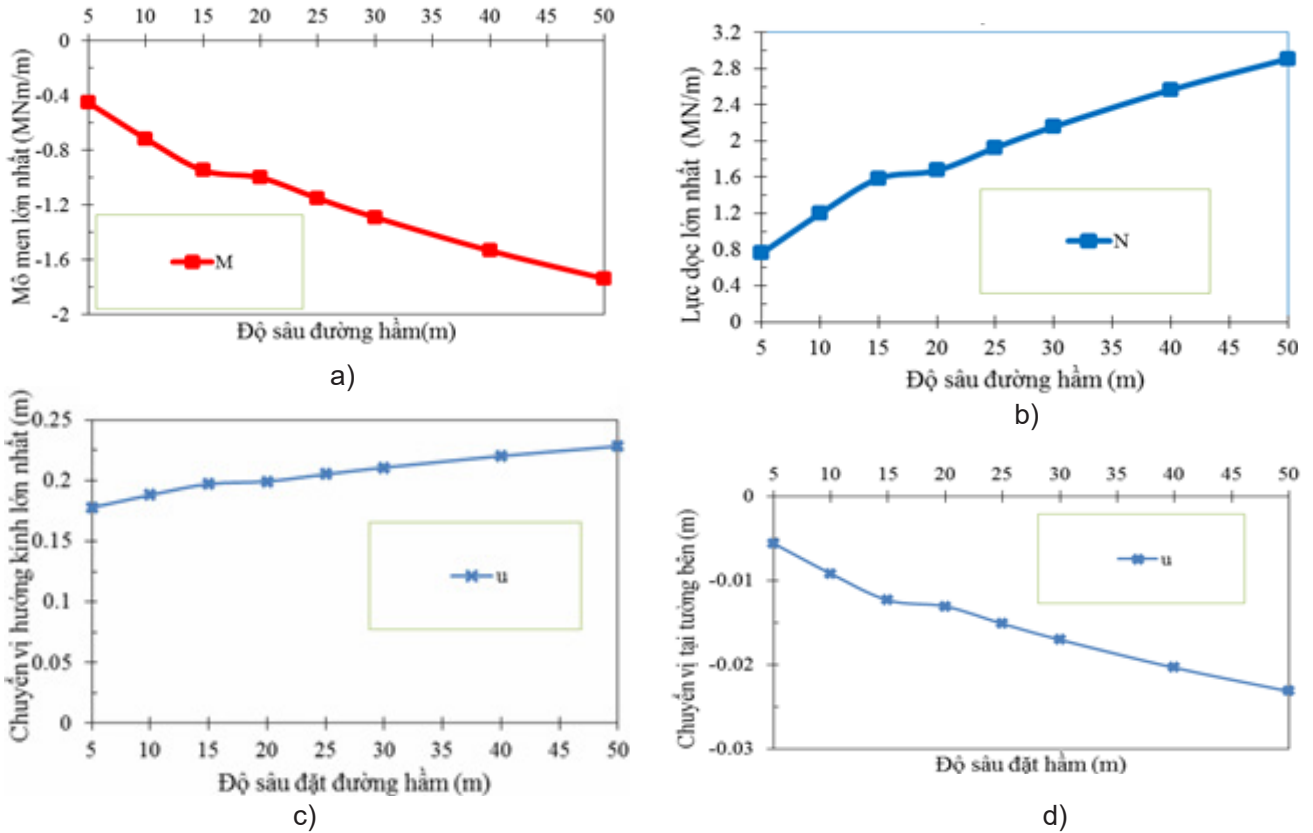 5 10 15 20 25 30 35 40 45 50
0
-0.4
-0.8
-1.2
-1.6
-2
Mô men lớn nhất (MNm/m)
M
Độ sâu đường hầm(m)
a)
3.2
2.8
2.4
2
1.6
1.2
0.8
0.4
0
Lực dọc lớn nhất (MN/m)
N
5 10 15 20 25 30 35 40 45 50
Độ sâu đường hầm (m)
b)
0.25
0.2
0.15
0.1
0.05
0
Chuyển vị hướng kính lớn nhất (m)
u
5 10 15 20 25 30 35 40 45 50
Độ sâu đặt đường hầm (m)
c)
5 10 15 20 25 30 35 40 45 50
0
-0.01
-0.02
-0.03
Chuyển vị tại tường bên (m)
u
Độ sâu đặt hầm (m)
d)